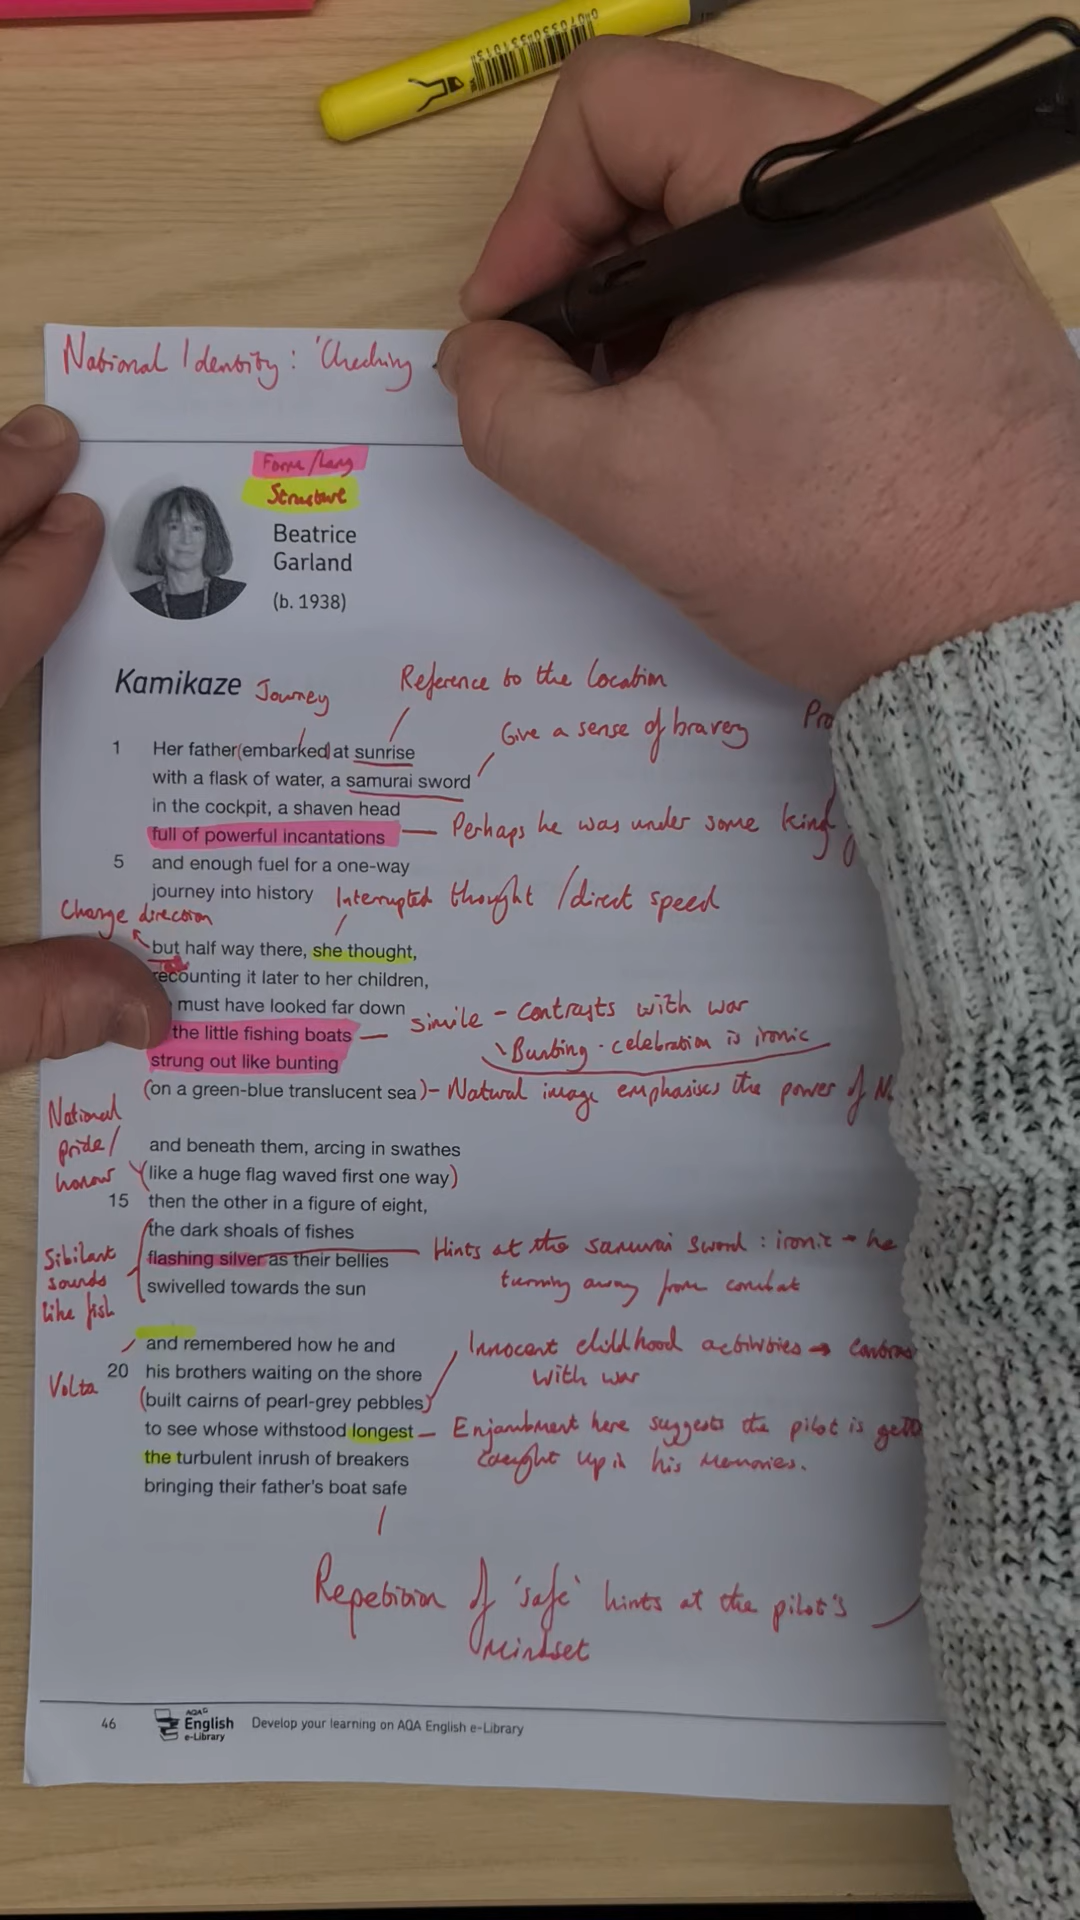 National Identity: 'Checking
Form/Lang
Structure
Beatrice
Garland
(b. 1938)
Kamikaze
Journey
Reference to the location
Give a sense of bravery
Pro
1 Her father (embarked) at sunrise
with a flask of water, a samurai sword
in the cockpit, a shaven head
full of powerful incantations
Perhaps he was under some kind
5 and enough fuel for a one-way
journey into history
Interrupted thought / direct speed
Change direction
but half way there, she thought,
recounting it later to her children,
must have looked far down
the little fishing boats
strung out like bunting
(on a green-blue translucent sea)
Simile - contrasts with war
Bunting · celebration is ironic
- Natural image emphasises the power of N
National
pride/
honour
and beneath them, arcing in swathes
(like a huge flag waved first one way)
15 then the other in a figure of eight,
the dark shoals of fishes
flashing silver as their bellies
swivelled towards the sun
Sibilant
sounds
like fish
Hints at the samurai sword: ironic → he
turning away from combat
and remembered how he and
20 his brothers waiting on the shore
(built cairns of pearl-grey pebbles)
to see whose withstood longest
the turbulent inrush of breakers
bringing their father's boat safe
Volta
Innocent childhood activities → contras
with war
Enjambment here suggests the pilot is gett
caught up in his memories.
Repetition of 'safe' hints at the pilot's
mindset
46
AQA
English
e-Library
Develop your learning on AQA English e-Library